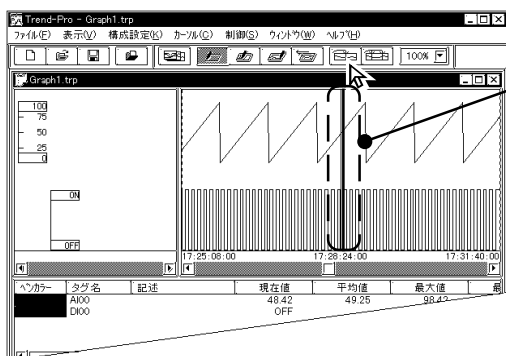 Trend-Pro - Graph1.trp
ファイル(F) 表示(V) 構成設定(K) カーソル(C) 制御(S) ウィンドウ(W) ヘルプ(H)
100%
Graph1.trp
100
75
50
25
0
ON
OFF
17:25:08:00 17:28:24:00 17:31:40:00
ペンカラー タグ名 記述 現在値 平均値 最大値 最
AI00 48.42 49.25 98.42
DI00 OFF